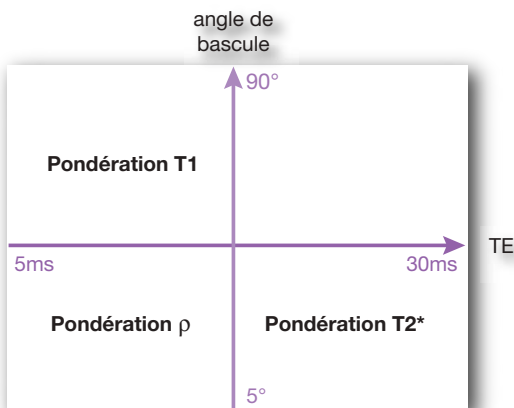 angle de
bascule
90°
Pondération T1
TE
5ms
30ms
Pondération ρ
Pondération T2*
5°